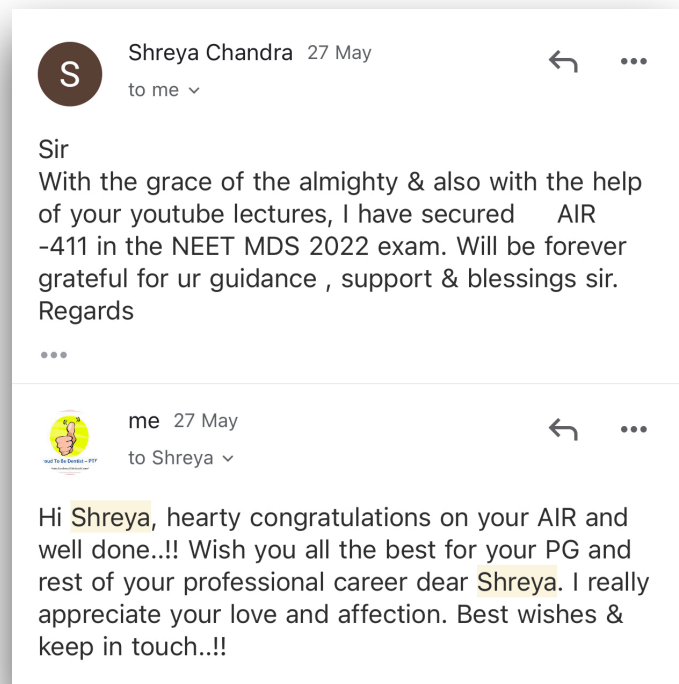 S
Shreya Chandra 27 May
to me
Sir
With the grace of the almighty & also with the help
of your youtube lectures, I have secured AIR
-411 in the NEET MDS 2022 exam. Will be forever
grateful for ur guidance , support & blessings sir.
Regards
me 27 May
to Shreya
Hi Shreya, hearty congratulations on your AIR and
well done..!! Wish you all the best for your PG and
rest of your professional career dear Shreya. I really
appreciate your love and affection. Best wishes &
keep in touch..!!